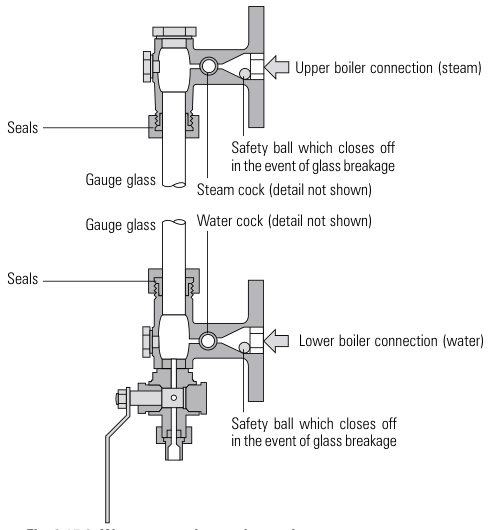 Upper boiler connection (steam)
Seals
Safety ball which closes off
in the event of glass breakage
Gauge glass
Steam cock (detail not shown)
Water cock (detail not shown)
Gauge glass
Seals
Lower boiler connection (water)
Safety ball which closes off
in the event of glass breakage